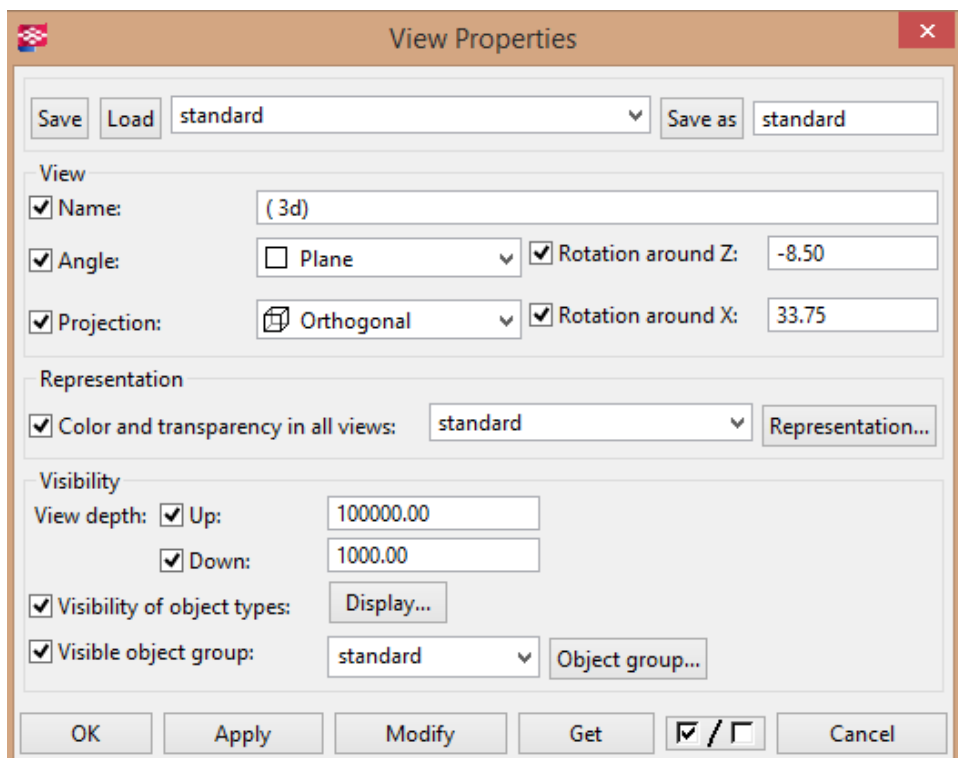 View Properties
Save Load standard Save as standard
View
Name: ( 3d)
Angle: Plane Rotation around Z: -8.50
Projection: Orthogonal Rotation around X: 33.75
Representation
Color and transparency in all views: standard Representation...
Visibility
View depth: Up: 100000.00
Down: 1000.00
Visibility of object types: Display...
Visible object group: standard Object group...
OK Apply Modify Get / Cancel